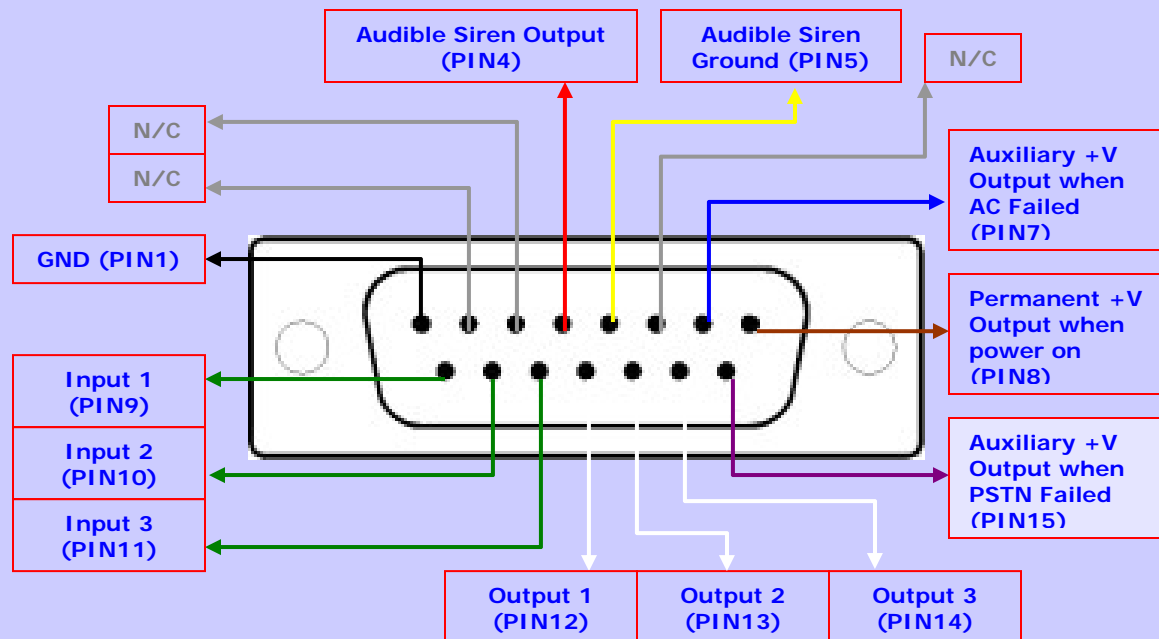 Audible Siren Output
(PIN4)
Audible Siren
Ground (PIN5)
N/C
N/C
N/C
Auxiliary +V
Output when
AC Failed
(PIN7)
GND (PIN1)
Permanent +V
Output when
power on
(PIN8)
Input 1
(PIN9)
Input 2
(PIN10)
Input 3
(PIN11)
Auxiliary +V
Output when
PSTN Failed
(PIN15)
Output 1
(PIN12)
Output 2
(PIN13)
Output 3
(PIN14)